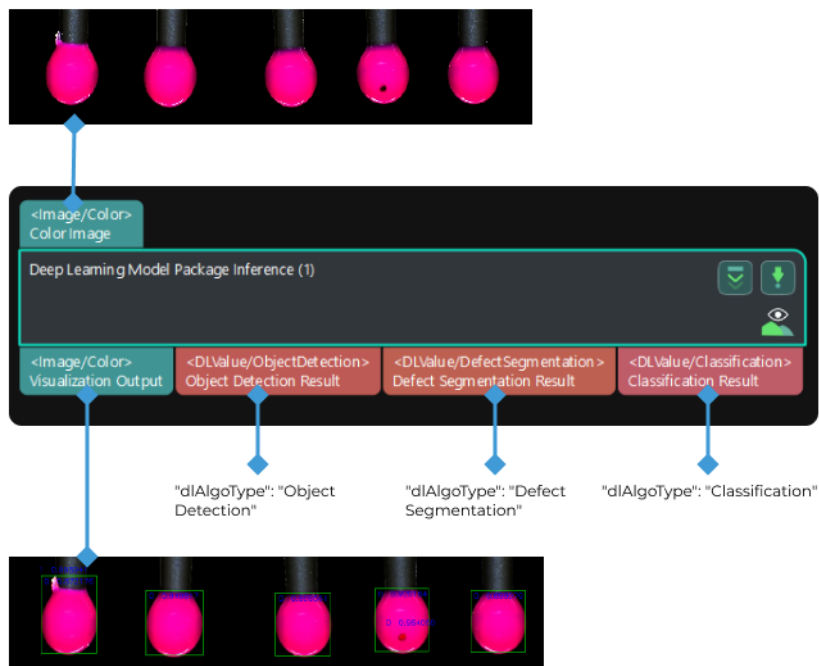 <Image/Color>
Color Image
Deep Learning Model Package Inference (1)
<Image/Color>
Visualization Output
<DLValue/ObjectDetection>
Object Detection Result
<DLValue/DefectSegmentation>
Defect Segmentation Result
<DLValue/Classification>
Classification Result
"dlAlgoType": "Object
Detection"
"dlAlgoType": "Defect
Segmentation"
"dlAlgoType": "Classification"